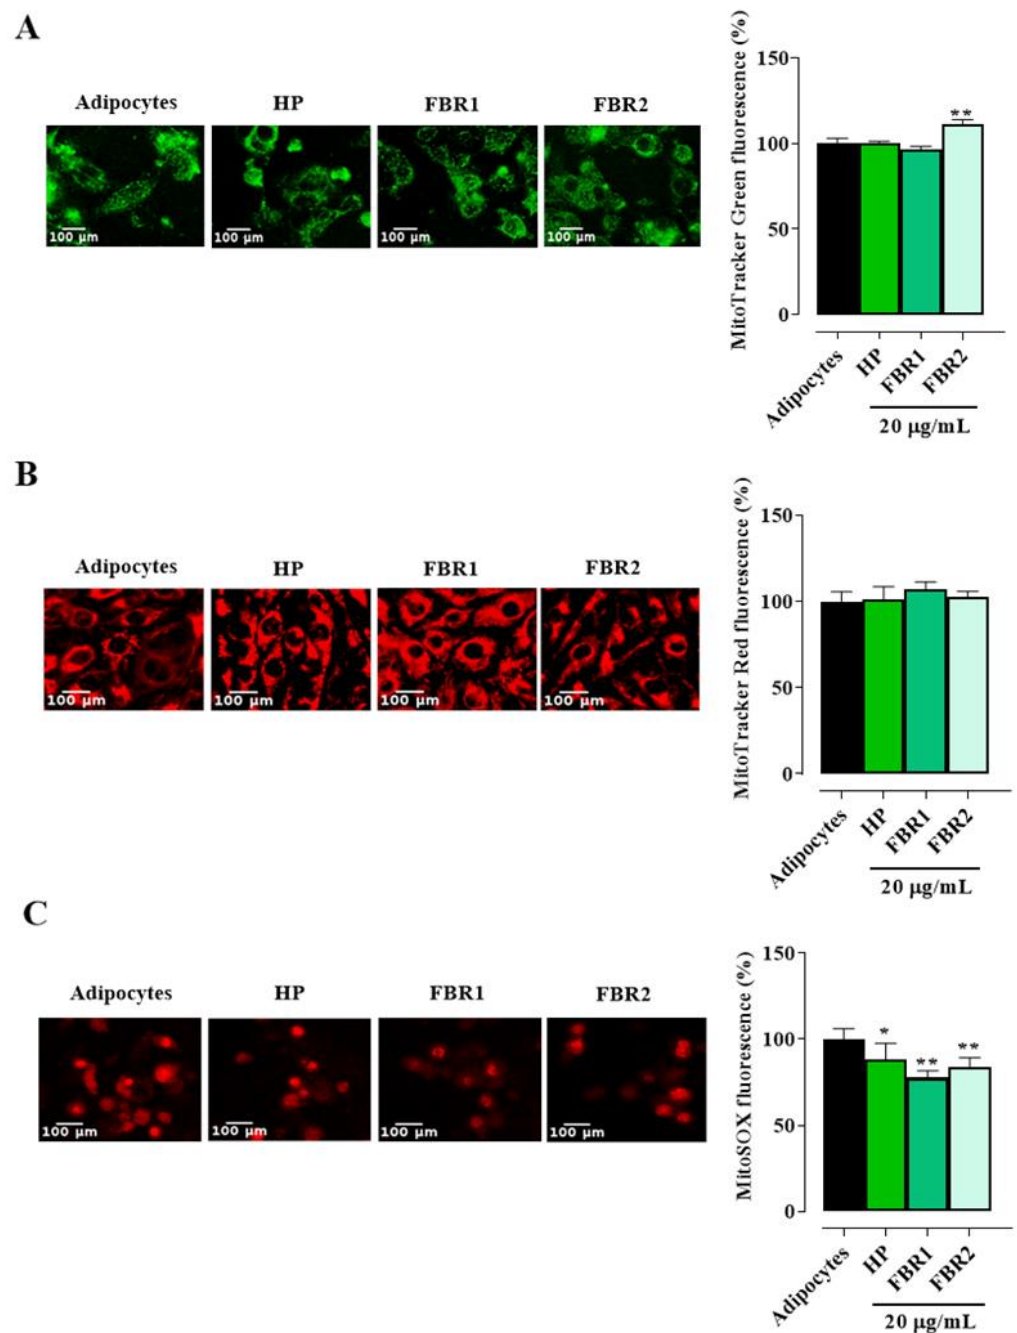 A
Adipocytes HP FBR1 FBR2
100 µm 100 µm 100 µm 100 µm
MitoTracker Green fluorescence (%)
150
100
50
0
**
Adipocytes HP FBR1 FBR2
20 µg/mL
B
Adipocytes HP FBR1 FBR2
100 µm 100 µm 100 µm 100 µm
MitoTracker Red fluorescence (%)
150
100
50
0
Adipocytes HP FBR1 FBR2
20 µg/mL
C
Adipocytes HP FBR1 FBR2
100 µm 100 µm 100 µm 100 µm
MitoSOX fluorescence (%)
150
100
50
0
* ** **
Adipocytes HP FBR1 FBR2
20 µg/mL